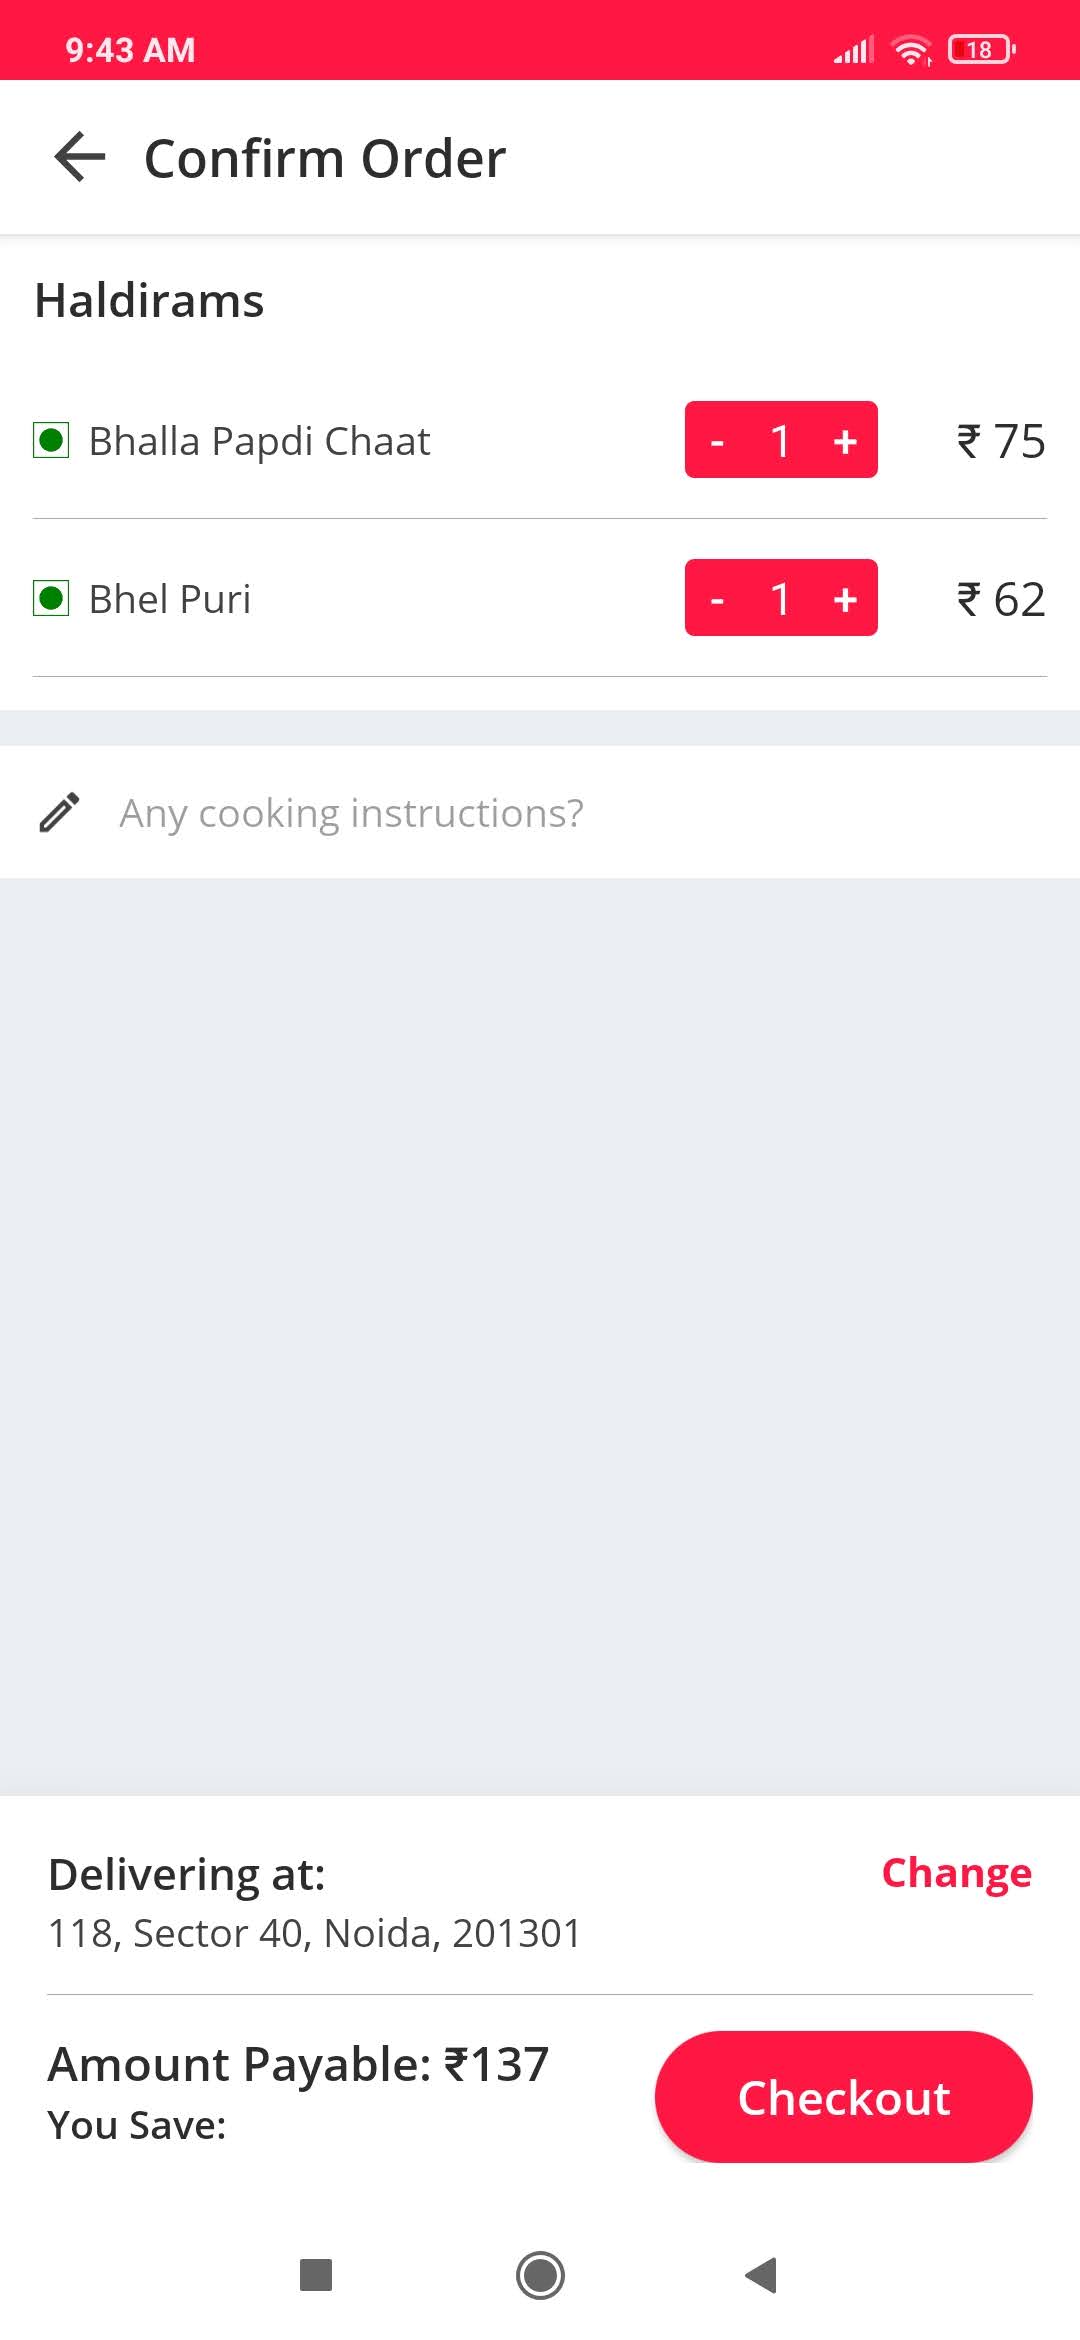 9:43 AM
18
Confirm Order
Haldirams
Bhalla Papdi Chaat - 1 + ₹ 75
Bhel Puri - 1 + ₹ 62
Any cooking instructions?
Delivering at: Change
118, Sector 40, Noida, 201301
Amount Payable: ₹137
You Save:
Checkout